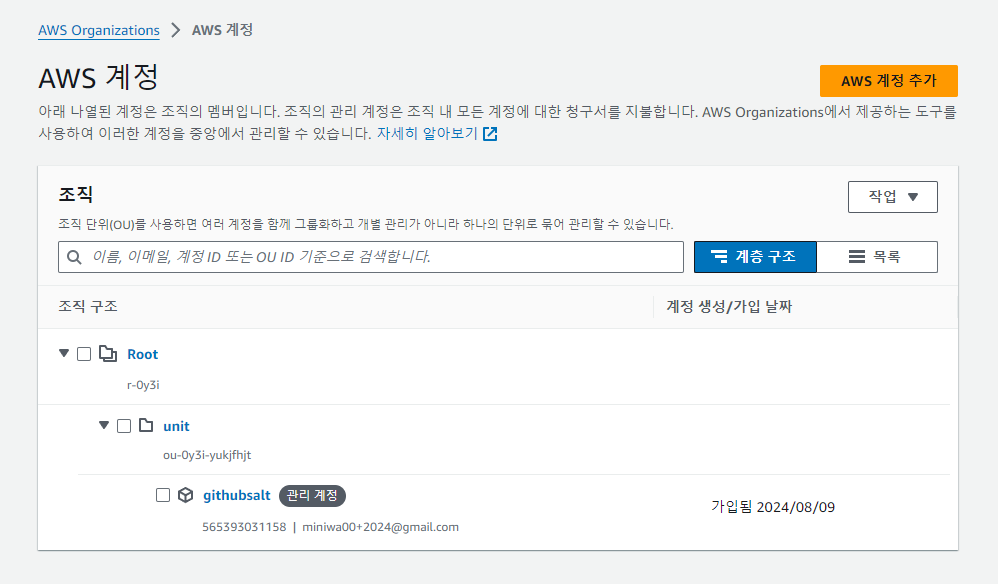 AWS Organizations > AWS 계정
AWS 계정
AWS 계정 추가
아래 나열된 계정은 조직의 멤버입니다. 조직의 관리 계정은 조직 내 모든 계정에 대한 청구서를 지불합니다. AWS Organizations에서 제공하는 도구를
사용하여 이러한 계정을 중앙에서 관리할 수 있습니다. 자세히 알아보기
조직
작업
조직 단위(OU)를 사용하면 여러 계정을 함께 그룹화하고 개별 관리가 아니라 하나의 단위로 묶어 관리할 수 있습니다.
이름, 이메일, 계정 ID 또는 OU ID 기준으로 검색합니다.
계층 구조
목록
조직 구조
계정 생성/가입 날짜
Root
r-0y3i
unit
ou-0y3i-yukjfhjt
githubsalt 관리 계정
가입됨 2024/08/09
565393031158 | miniwa00+2024@gmail.com